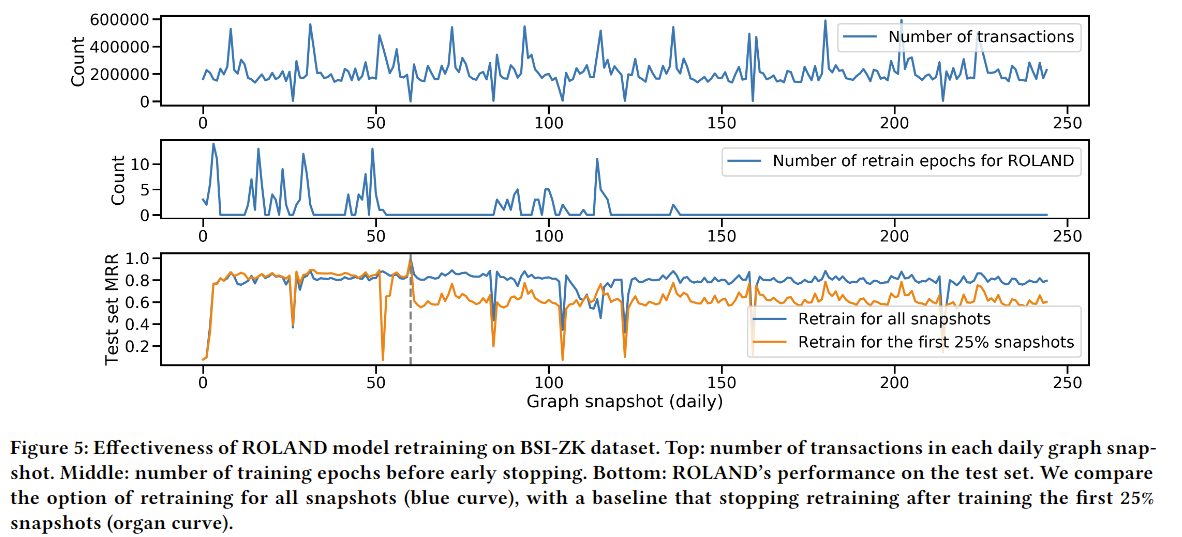 600000
400000
200000
0
Count
Number of transactions
0 50 100 150 200 250
10
5
0
Count
Number of retrain epochs for ROLAND
0 50 100 150 200 250
1.0
0.8
0.6
0.4
0.2
Test set MRR
Retrain for all snapshots
Retrain for the first 25% snapshots
0 50 100 150 200 250
Graph snapshot (daily)
Figure 5: Effectiveness of ROLAND model retraining on BSI-ZK dataset. Top: number of transactions in each daily graph snap-
shot. Middle: number of training epochs before early stopping. Bottom: ROLAND’s performance on the test set. We compare
the option of retraining for all snapshots (blue curve), with a baseline that stopping retraining after training the first 25%
snapshots (organ curve).